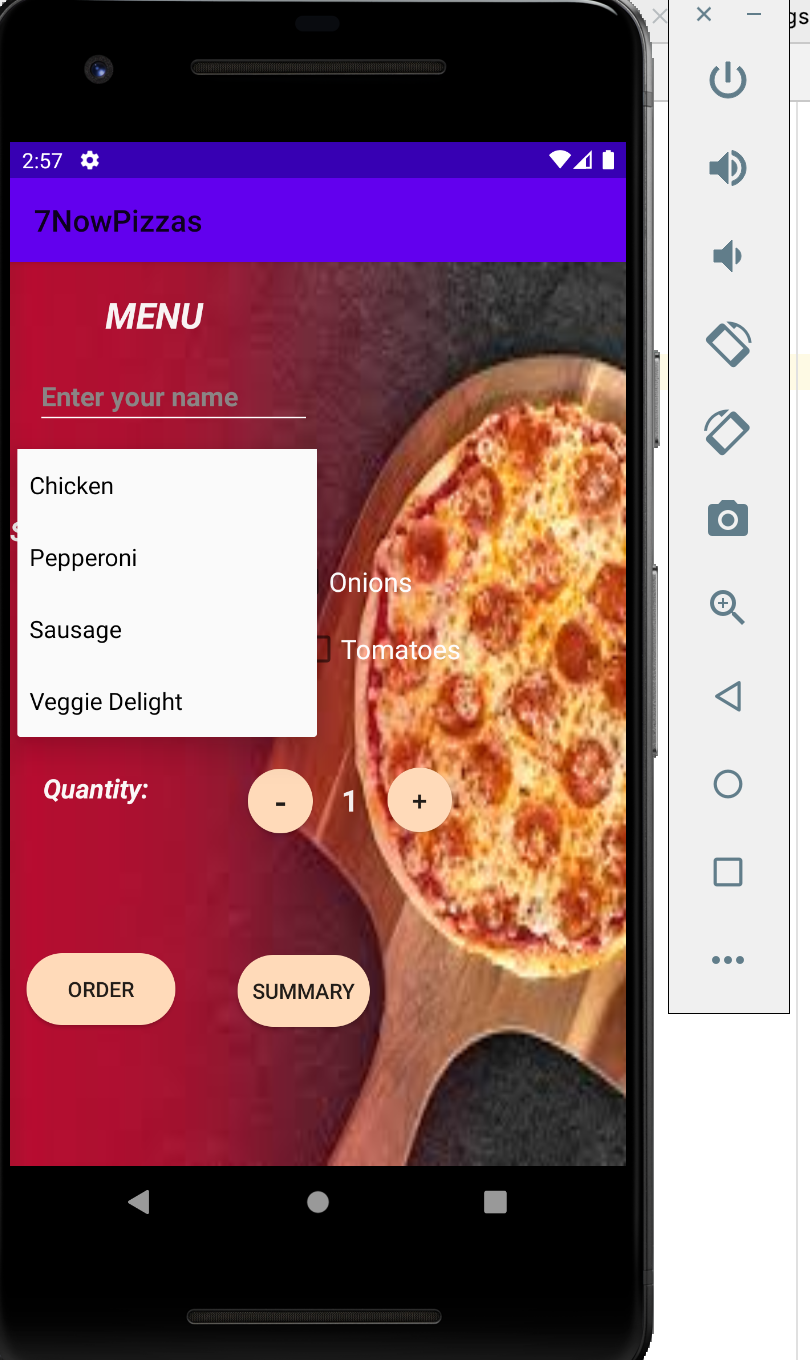 gs
2:57
7NowPizzas
MENU
Enter your name
Chicken
Pepperoni
Onions
Sausage
Tomatoes
Veggie Delight
Quantity:
- 1 +
ORDER SUMMARY